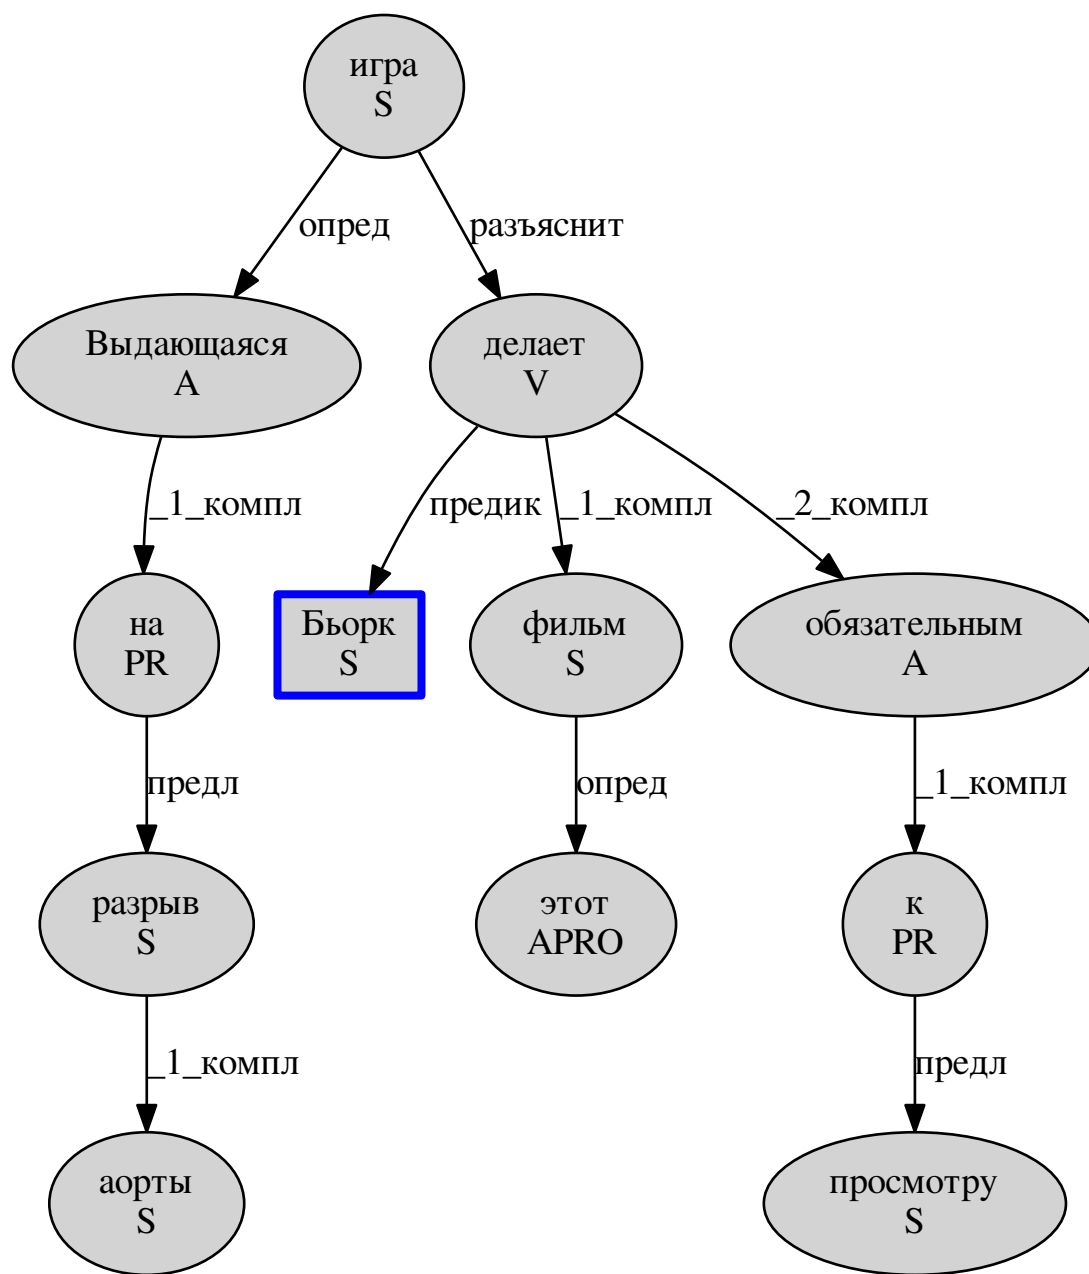 игра
S
опред
разъяснит
Выдающаяся
A
делает
V
_1_компл
предик
_1_компл
_2_компл
на
PR
Бьорк
S
фильм
S
обязательным
A
предл
опред
_1_компл
разрыв
S
этот
APRO
к
PR
_1_компл
предл
аорты
S
просмотру
S